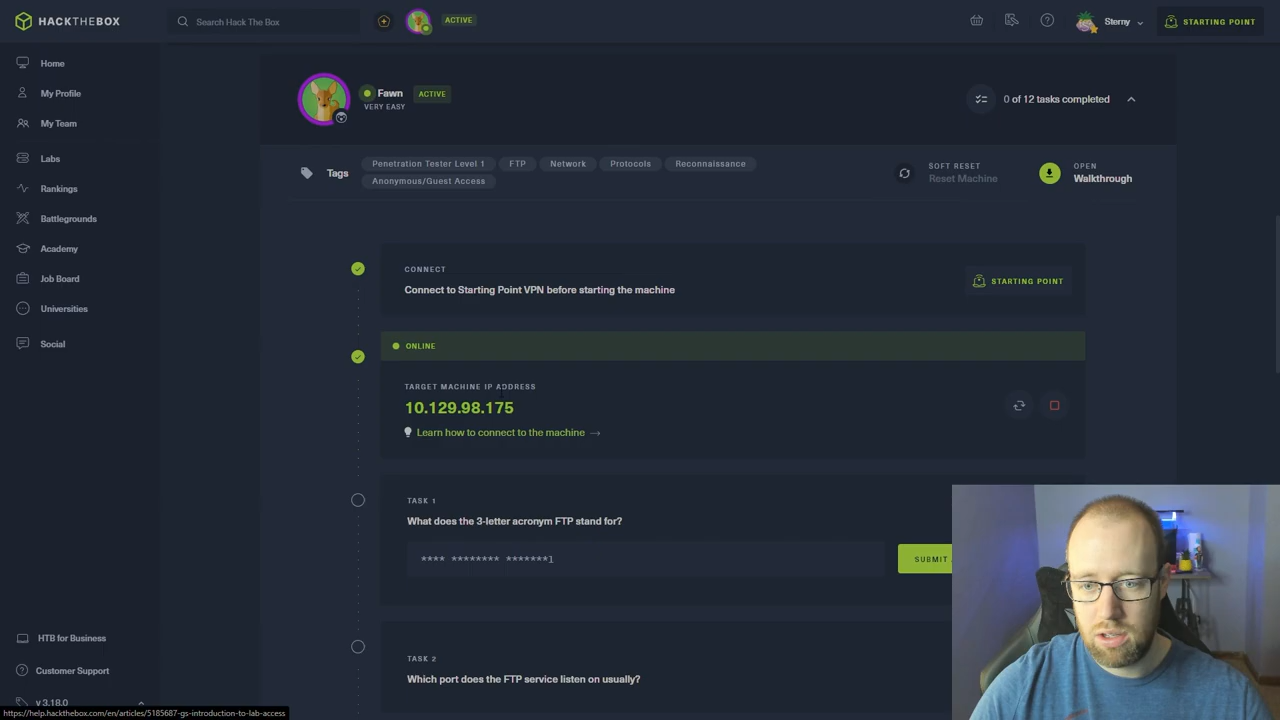 HACKTHEBOX
Search Hack The Box
ACTIVE
Sterny
STARTING POINT
Home
My Profile
My Team
Labs
Rankings
Battlegrounds
Academy
Job Board
Universities
Social
HTB for Business
Customer Support
v 3.18.0
https://help.hackthebox.com/en/articles/5185687-gs-introduction-to-lab-access
Fawn
ACTIVE
VERY EASY
0 of 12 tasks completed
Tags
Penetration Tester Level 1
FTP
Network
Protocols
Reconnaissance
Anonymous/Guest Access
SOFT RESET
Reset Machine
OPEN
Walkthrough
CONNECT
Connect to Starting Point VPN before starting the machine
STARTING POINT
ONLINE
TARGET MACHINE IP ADDRESS
10.129.98.175
Learn how to connect to the machine →
TASK 1
What does the 3-letter acronym FTP stand for?
**** ******** *******l
SUBMIT
TASK 2
Which port does the FTP service listen on usually?